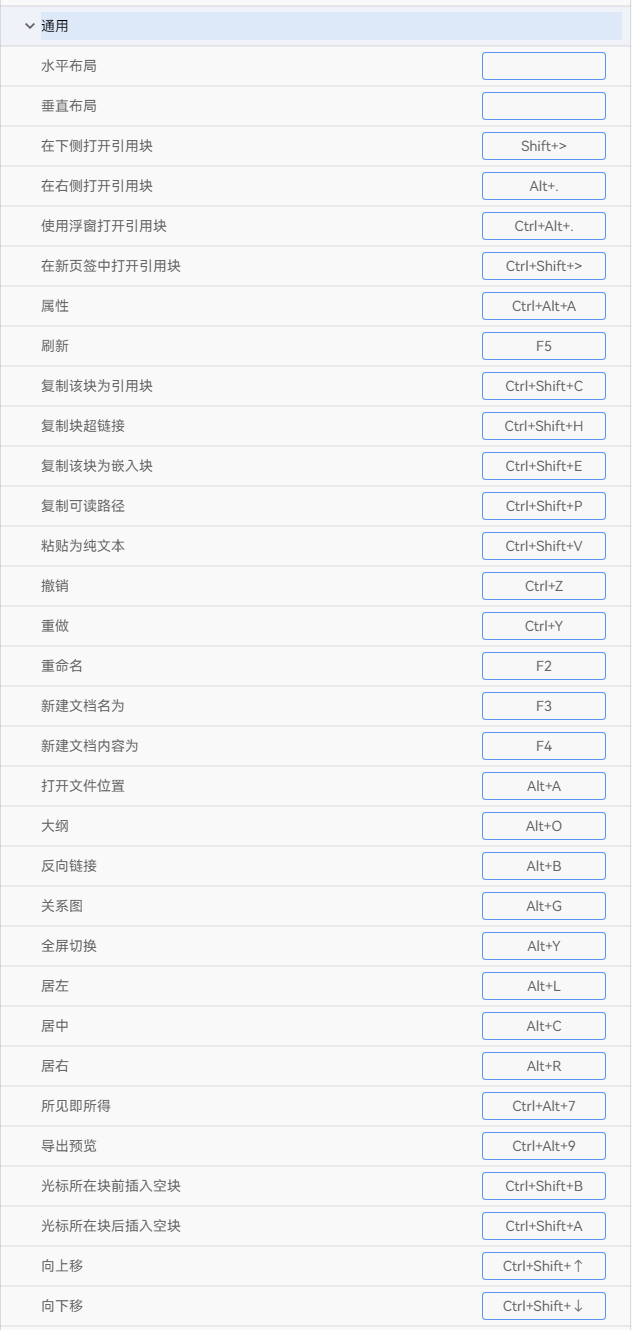 通用
水平布局
垂直布局
在下侧打开引用块 Shift+>
在右侧打开引用块 Alt+.
使用浮窗打开引用块 Ctrl+Alt+.
在新页签中打开引用块 Ctrl+Shift+>
属性 Ctrl+Alt+A
刷新 F5
复制该块为引用块 Ctrl+Shift+C
复制块超链接 Ctrl+Shift+H
复制该块为嵌入块 Ctrl+Shift+E
复制可读路径 Ctrl+Shift+P
粘贴为纯文本 Ctrl+Shift+V
撤销 Ctrl+Z
重做 Ctrl+Y
重命名 F2
新建文档名为 F3
新建文档内容为 F4
打开文件位置 Alt+A
大纲 Alt+O
反向链接 Alt+B
关系图 Alt+G
全屏切换 Alt+Y
居左 Alt+L
居中 Alt+C
居右 Alt+R
所见即所得 Ctrl+Alt+7
导出预览 Ctrl+Alt+9
光标所在块前插入空块 Ctrl+Shift+B
光标所在块后插入空块 Ctrl+Shift+A
向上移 Ctrl+Shift+↑
向下移 Ctrl+Shift+↓